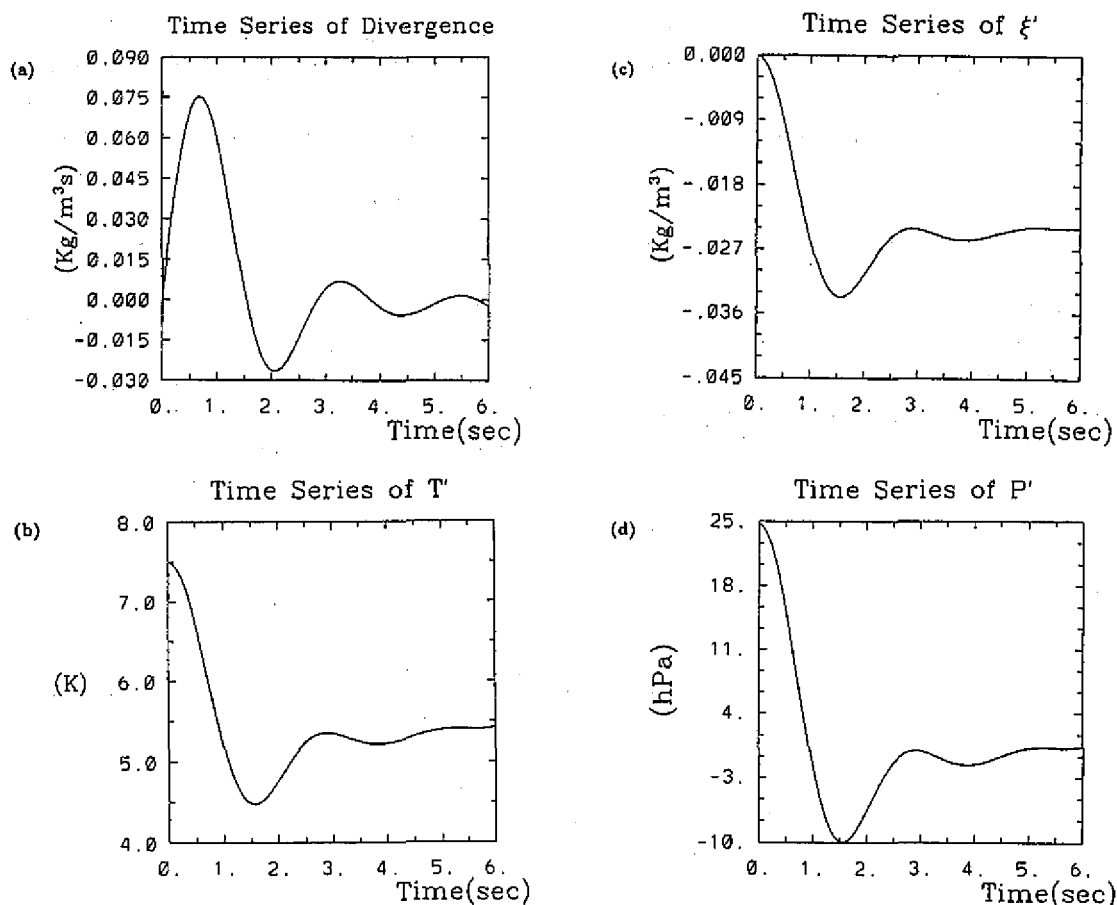 Time Series of Divergence
(a)
0.090
0.075
0.060
0.045
0.030
0.015
0.000
-0.015
-0.030
(Kg/m³s)
0. 1. 2. 3. 4. 5. 6.
Time(sec)
Time Series of ξ'
(c)
0.000
-.009
-.018
-.027
-.036
-.045
(Kg/m³)
0. 1. 2. 3. 4. 5. 6.
Time(sec)
Time Series of T'
(b)
8.0
7.0
6.0
5.0
4.0
(K)
0. 1. 2. 3. 4. 5. 6.
Time(sec)
Time Series of P'
(d)
25.
18.
11.
4.
-3.
-10.
(hPa)
0. 1. 2. 3. 4. 5. 6.
Time(sec)